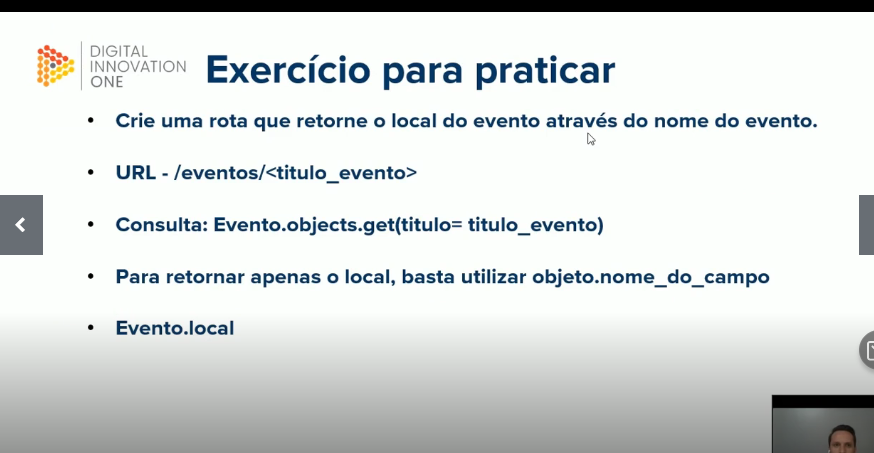 DIGITAL
INNOVATION
ONE
Exercício para praticar
• Crie uma rota que retorne o local do evento através do nome do evento.
• URL - /eventos/<titulo_evento>
• Consulta: Evento.objects.get(titulo= titulo_evento)
• Para retornar apenas o local, basta utilizar objeto.nome_do_campo
• Evento.local